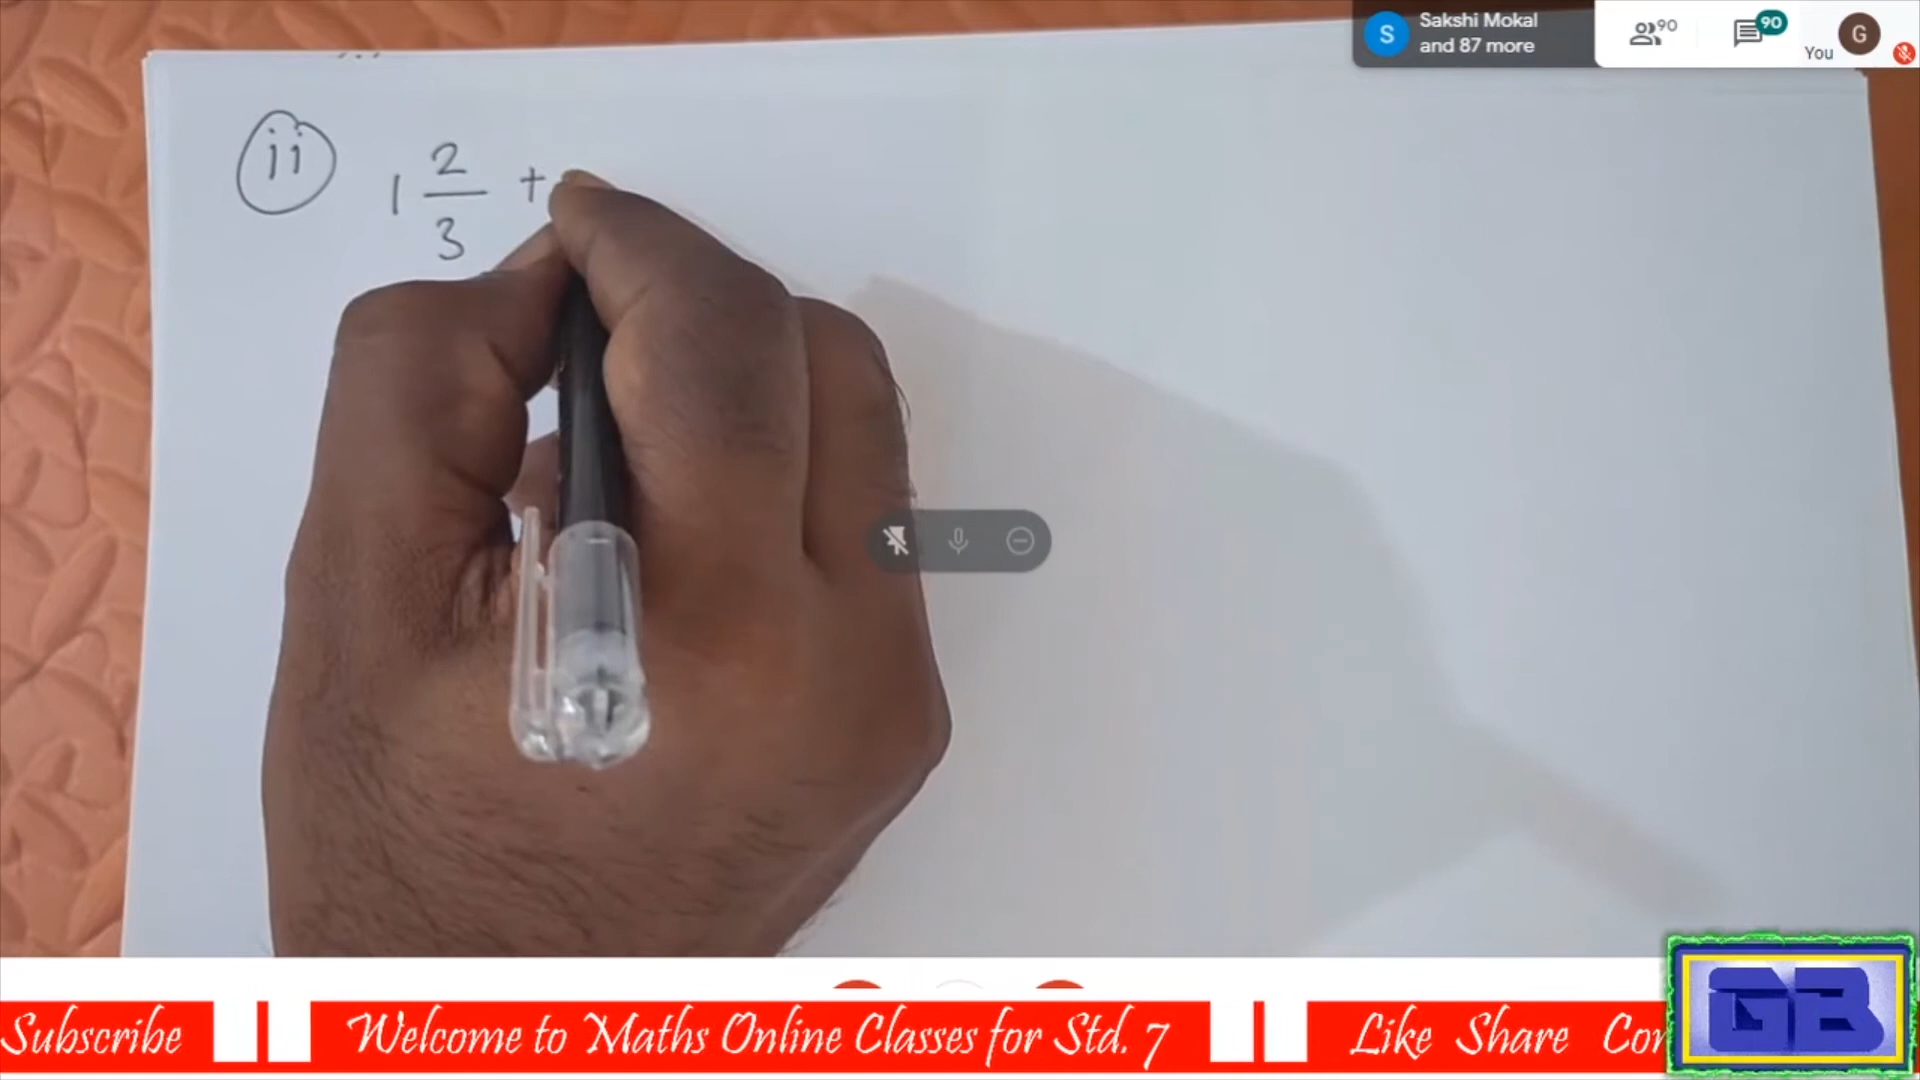 Sakshi Mokal
and 87 more
90
90
You
G
S
ii 1 2/3 +
Subscribe
Welcome to Maths Online Classes for Std. 7
Like Share
GB